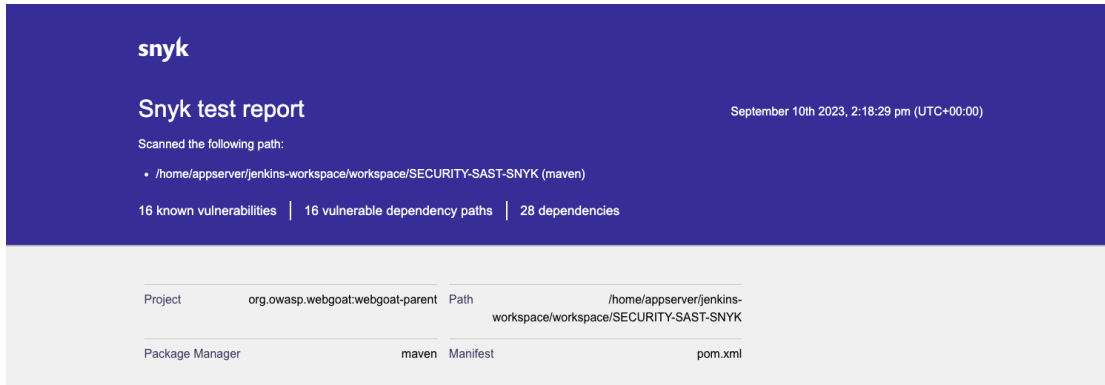 snyk
Snyk test report
September 10th 2023, 2:18:29 pm (UTC+00:00)
Scanned the following path:
• /home/appserver/jenkins-workspace/workspace/SECURITY-SAST-SNYK (maven)
16 known vulnerabilities | 16 vulnerable dependency paths | 28 dependencies
Project org.owasp.webgoat:webgoat-parent Path /home/appserver/jenkins-
workspace/workspace/SECURITY-SAST-SNYK
Package Manager maven Manifest pom.xml